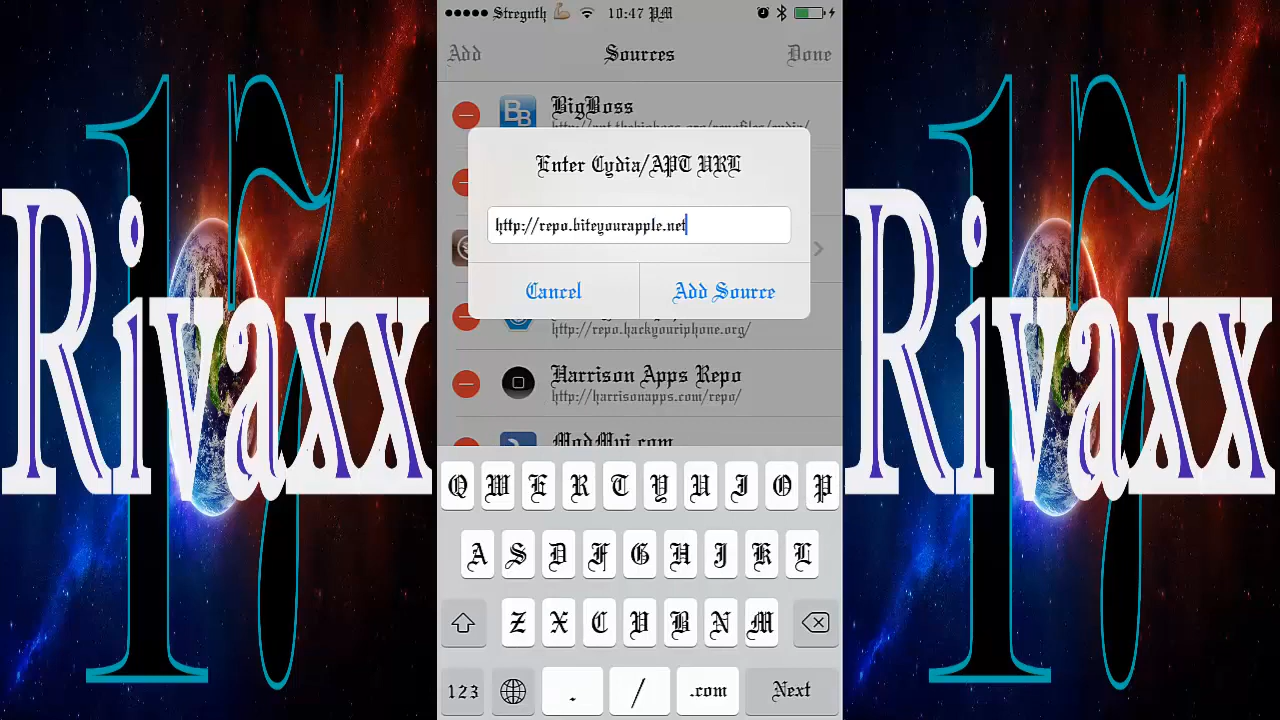 Stregnth 💪 10:47 PM
Add Sources Done
BigBoss
Enter Cydia/APT URL
http://repo.biteyourapple.net
Cancel Add Source
http://repo.hackyouriphone.org/
Harrison Apps Repo
http://harrisonapps.com/repo/
ModMyi.com
Q W E R T Y U I O P
A S D F G H J K L
Z X C V B N M
123 . / .com Next
17
Rivaxx
17
Rivaxx